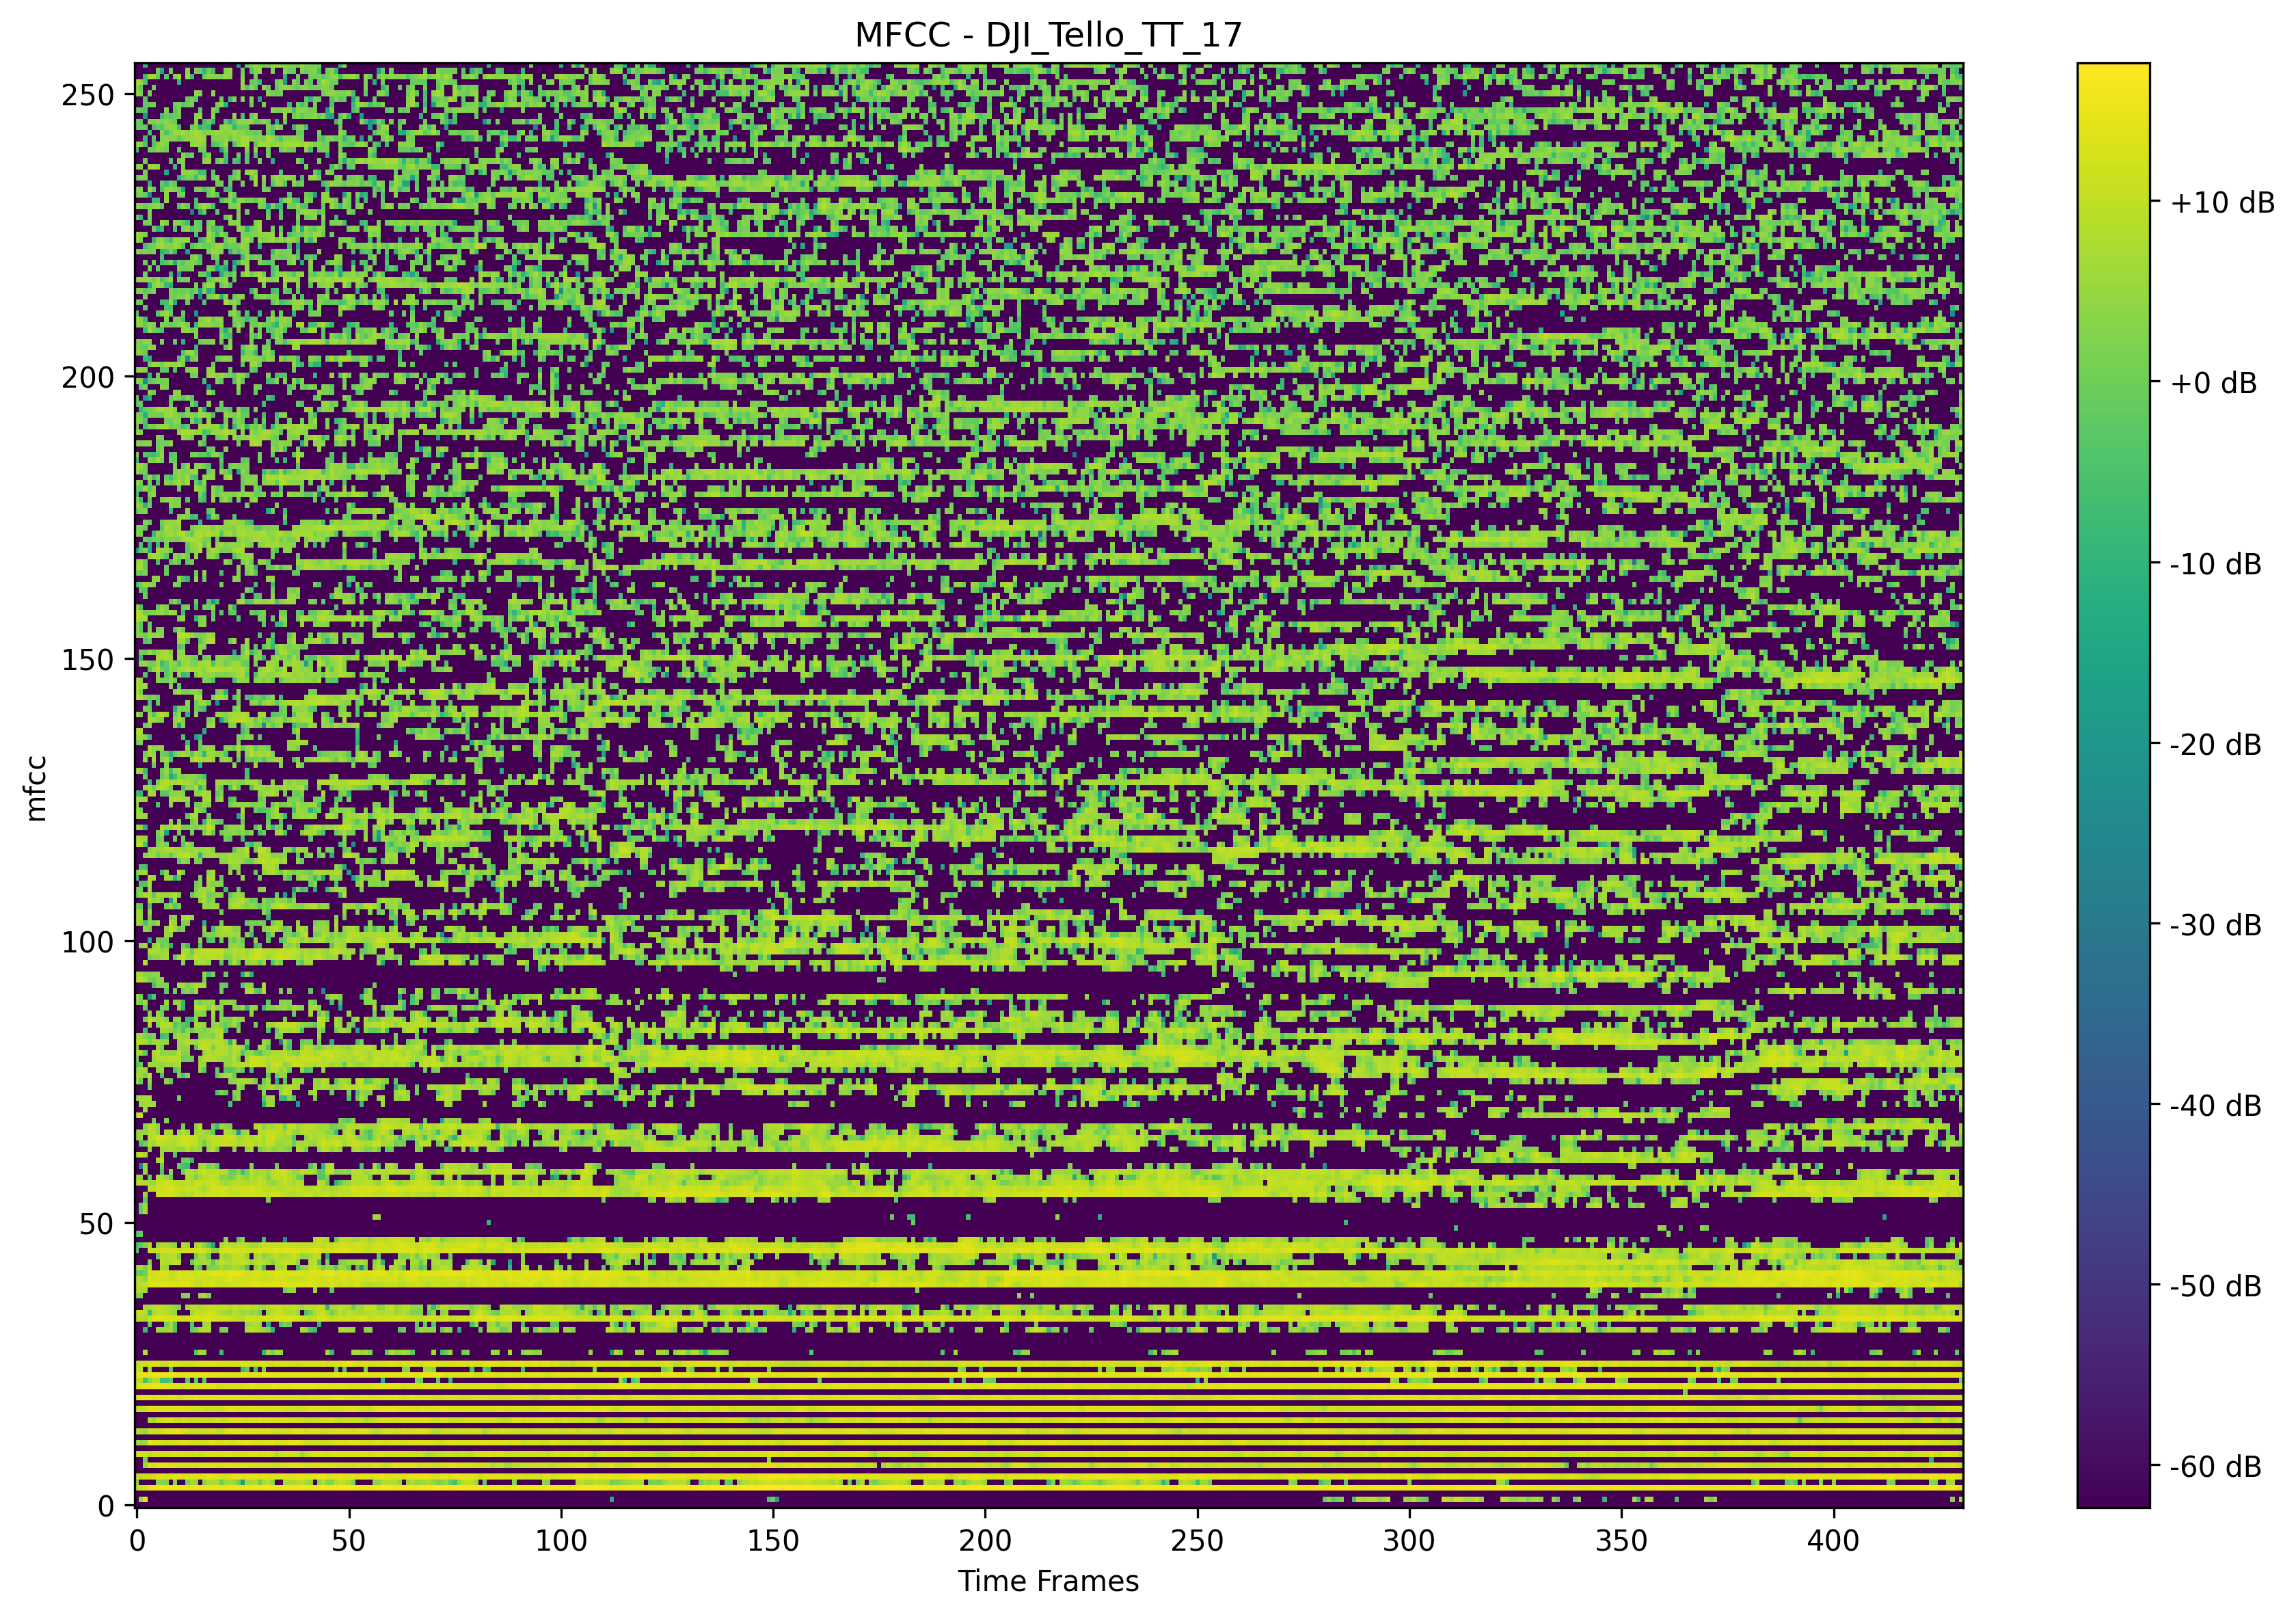 MFCC - DJI_Tello_TT_17
250
200
150
100
50
0
mfcc
0 50 100 150 200 250 300 350 400
Time Frames
+10 dB
+0 dB
-10 dB
-20 dB
-30 dB
-40 dB
-50 dB
-60 dB